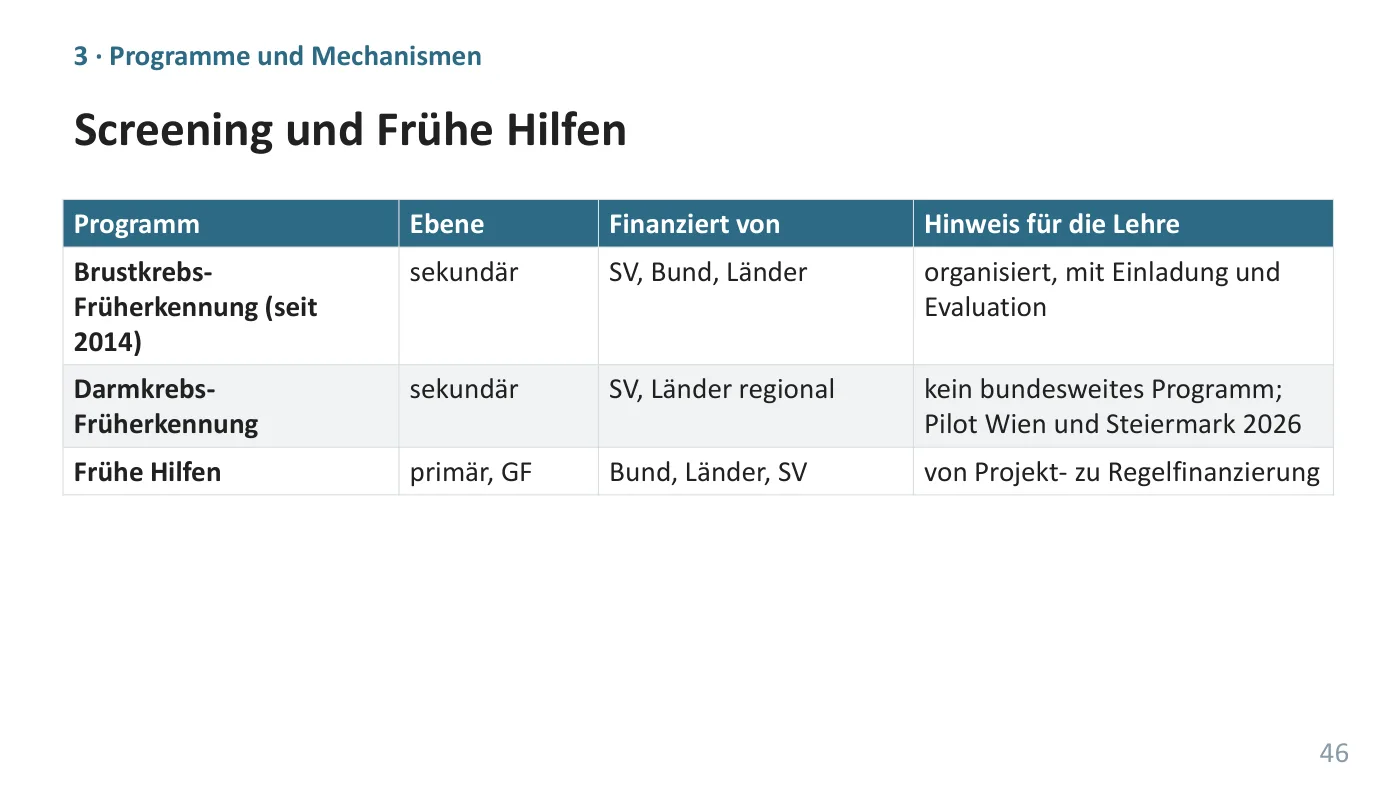 3 · Programme und Mechanismen
Screening und Frühe Hilfen
Programm Ebene Finanziert von Hinweis für die Lehre
Brustkrebs- sekundär SV, Bund, Länder organisiert, mit Einladung und
Früherkennung (seit Evaluation
2014)
Darmkrebs- sekundär SV, Länder regional kein bundesweites Programm;
Früherkennung Pilot Wien und Steiermark 2026
Frühe Hilfen primär, GF Bund, Länder, SV von Projekt- zu Regelfinanzierung
46